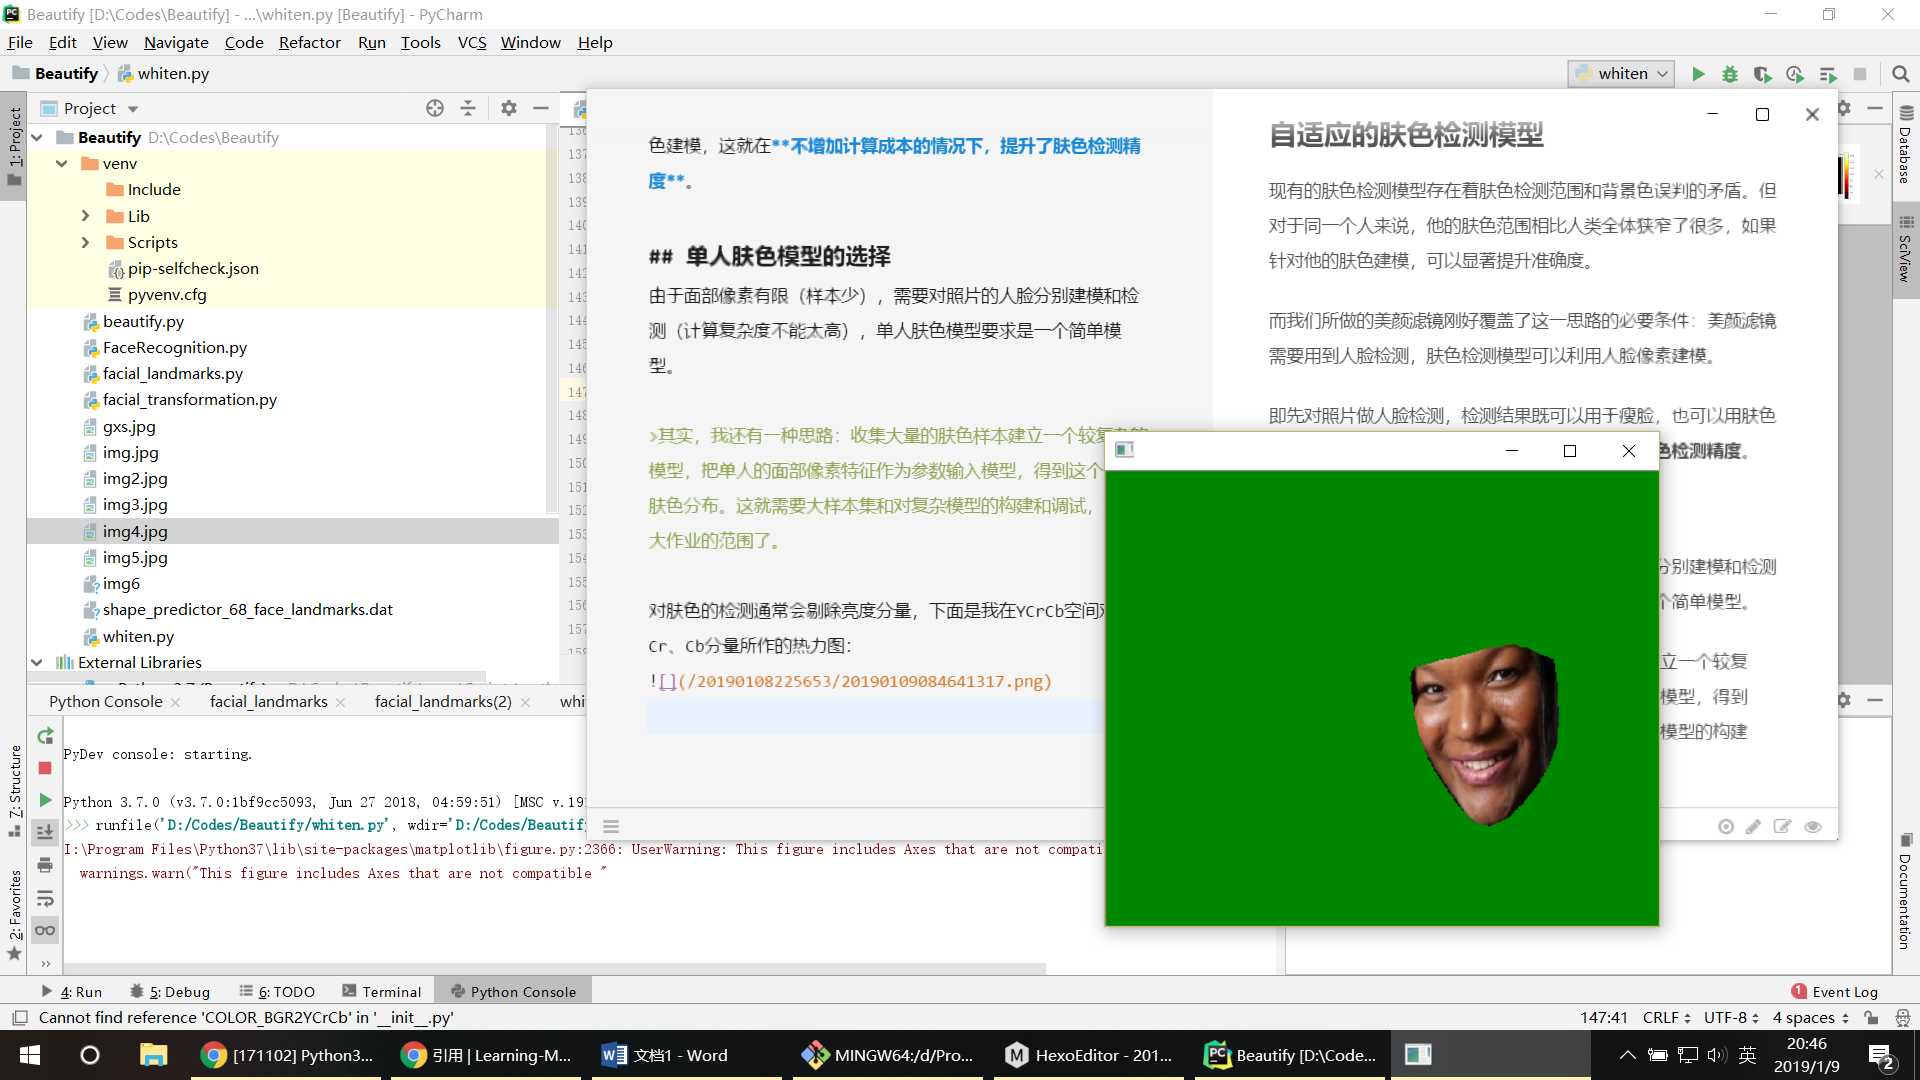 Beautify [D:\Codes\Beautify] - ...\whiten.py [Beautify] - PyCharm
File Edit View Navigate Code Refactor Run Tools VCS Window Help
Beautify whiten.py
whiten
1: Project
Project
Beautify D:\Codes\Beautify
venv
Include
Lib
Scripts
pip-selfcheck.json
pyvenv.cfg
beautify.py
FaceRecognition.py
facial_landmarks.py
facial_transformation.py
gxs.jpg
img.jpg
img2.jpg
img3.jpg
img4.jpg
img5.jpg
img6
shape_predictor_68_face_landmarks.dat
whiten.py
External Libraries
137
138
139
140
141
142
143
144
145
146
147
148
149
150
151
152
153
154
155
156
157
色建模，这就在**不增加计算成本的情况下，提升了肤色检测精
度**。
## 单人肤色模型的选择
由于面部像素有限（样本少），需要对照片的人脸分别建模和检
测（计算复杂度不能太高），单人肤色模型要求是一个简单模
型。
>其实，我还有一种思路：收集大量的肤色样本建立一个较复杂的
模型，把单人的面部像素特征作为参数输入模型，得到这个
肤色分布。这就需要大样本集和对复杂模型的构建和调试，
大作业的范围了。
对肤色的检测通常会剔除亮度分量，下面是我在YCrCb空间对
Cr、Cb分量所作的热力图：
![](/20190108225653/20190109084641317.png)
自适应的肤色检测模型
现有的肤色检测模型存在着肤色检测范围和背景色误判的矛盾。但
对于同一个人来说，他的肤色范围相比人类全体狭窄了很多，如果
针对他的肤色建模，可以显著提升准确度。
而我们所做的美颜滤镜刚好覆盖了这一思路的必要条件：美颜滤镜
需要用到人脸检测，肤色检测模型可以利用人脸像素建模。
即先对照片做人脸检测，检测结果既可以用于瘦脸，也可以用肤色
色检测精度。
分别建模和检测
个简单模型。
立一个较复
模型，得到
模型的构建
Database
SciView
Documentation
7: Structure
2: Favorites
Python Console facial_landmarks facial_landmarks(2) whi
PyDev console: starting.
Python 3.7.0 (v3.7.0:1bf9cc5093, Jun 27 2018, 04:59:51) [MSC v.19
>>> runfile('D:/Codes/Beautify/whiten.py', wdir='D:/Codes/Beautif
I:\Program Files\Python37\lib\site-packages\matplotlib\figure.py:2366: UserWarning: This figure includes Axes that are not compati
warnings.warn("This figure includes Axes that are not compatible "
4: Run 5: Debug 6: TODO Terminal Python Console
1 Event Log
Cannot find reference 'COLOR_BGR2YCrCb' in '__init__.py'
147:41 CRLF UTF-8 4 spaces
[171102] Python3... 引用 | Learning-M... 文档1 - Word MINGW64:/d/Pro... HexoEditor - 201... Beautify [D:\Code...
英
20:46
2019/1/9
2